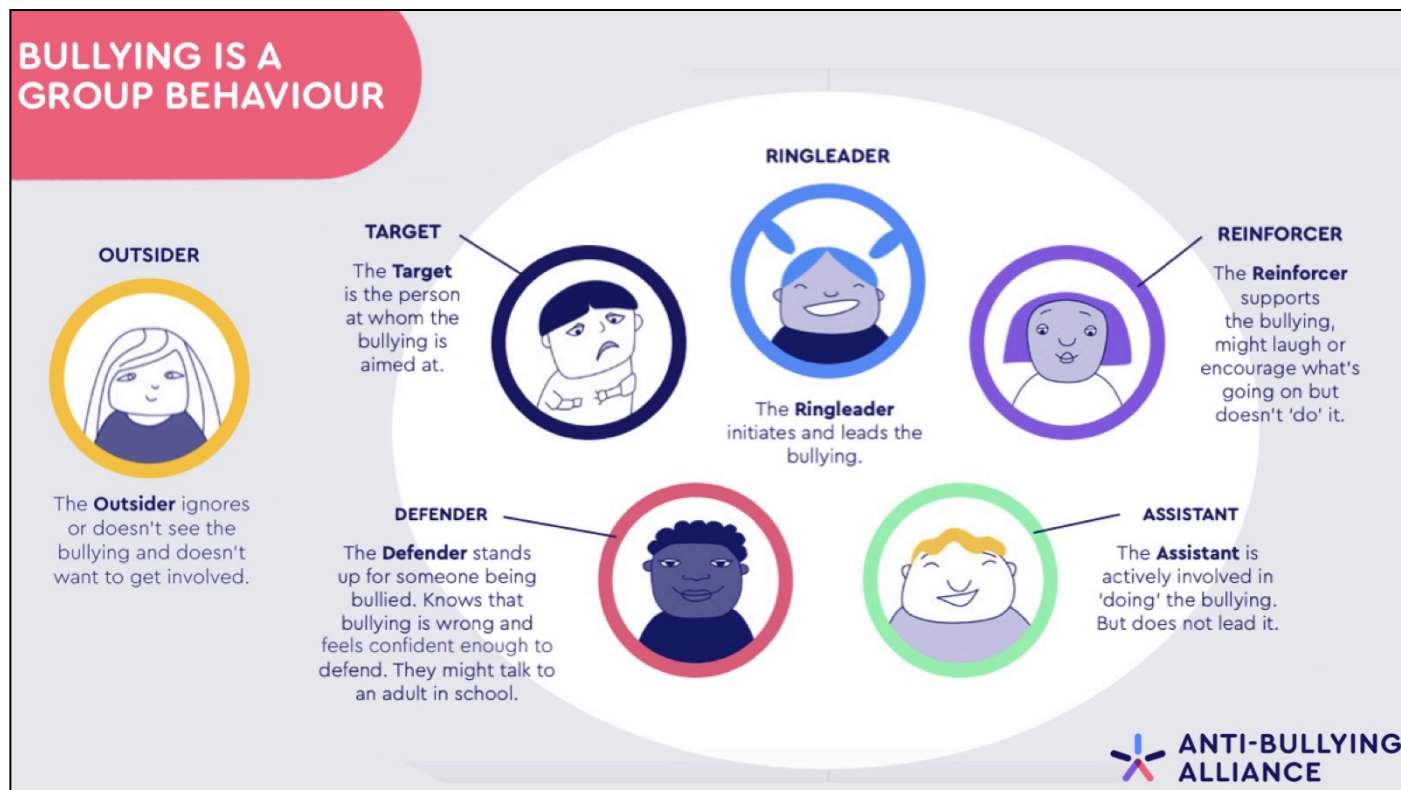 BULLYING IS A
GROUP BEHAVIOUR
OUTSIDER
The Outsider ignores
or doesn't see the
bullying and doesn't
want to get involved.
TARGET
The Target
is the person
at whom the
bullying is
aimed at.
RINGLEADER
The Ringleader
initiates and leads the
bullying.
REINFORCER
The Reinforcer
supports
the bullying,
might laugh or
encourage what's
going on but
doesn't 'do' it.
DEFENDER
The Defender stands
up for someone being
bullied. Knows that
bullying is wrong and
feels confident enough to
defend. They might talk to
an adult in school.
ASSISTANT
The Assistant is
actively involved in
'doing' the bullying.
But does not lead it.
ANTI-BULLYING
ALLIANCE